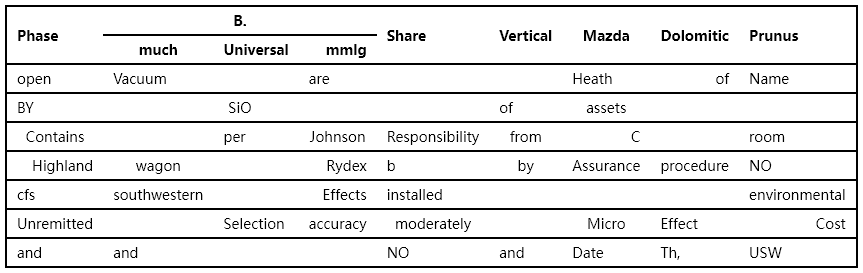 B.
Phase Share Vertical Mazda Dolomitic Prunus
much Universal mmlg
open Vacuum are Heath of Name
BY SiO of assets
Contains per Johnson Responsibility from C room
Highland wagon Rydex b by Assurance procedure NO
cfs southwestern Effects installed environmental
Unremitted Selection accuracy moderately Micro Effect Cost
and and NO and Date Th, USW